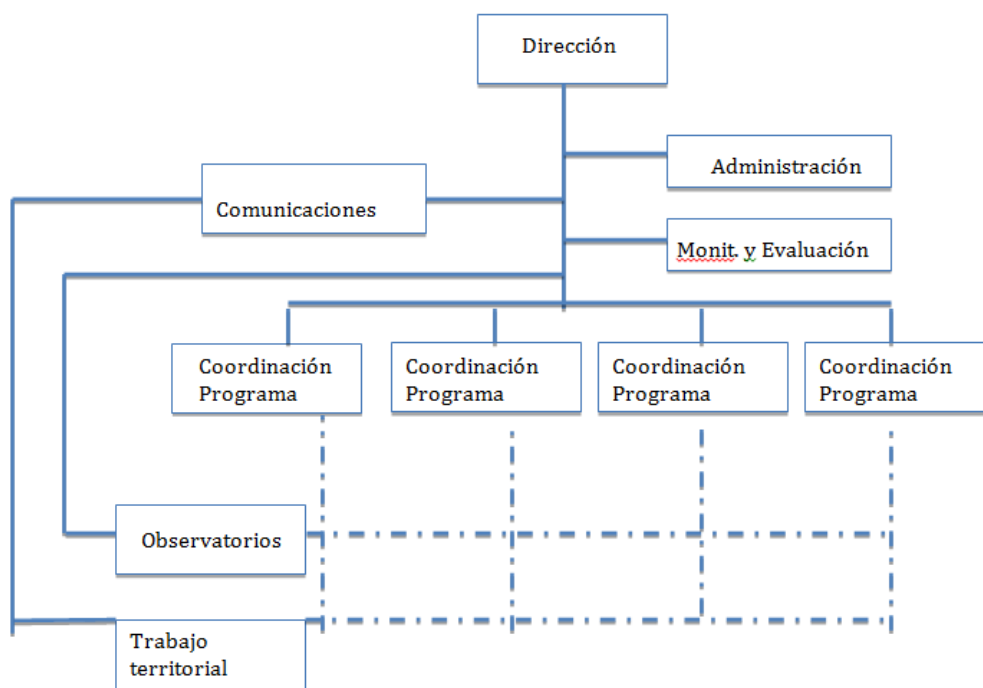 Dirección
Administración
Comunicaciones
Monit. y Evaluación
Coordinación
Programa
Coordinación
Programa
Coordinación
Programa
Coordinación
Programa
Observatorios
Trabajo
territorial